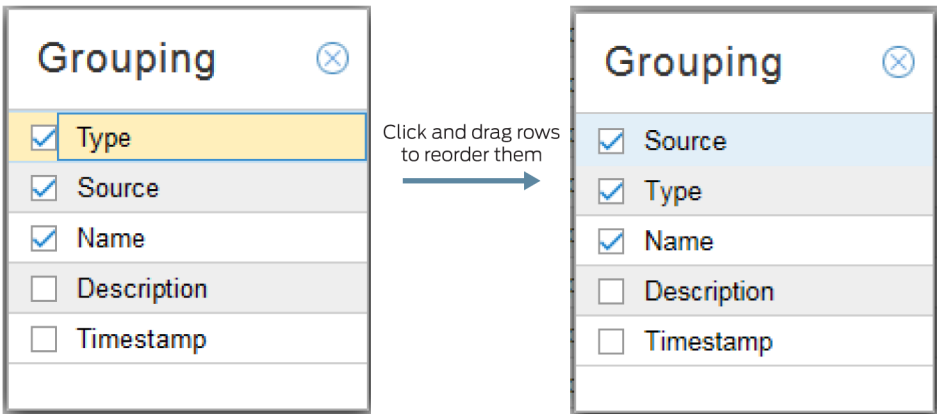 Grouping
Type
Source
Name
Description
Timestamp
Click and drag rows
to reorder them
Grouping
Source
Type
Name
Description
Timestamp